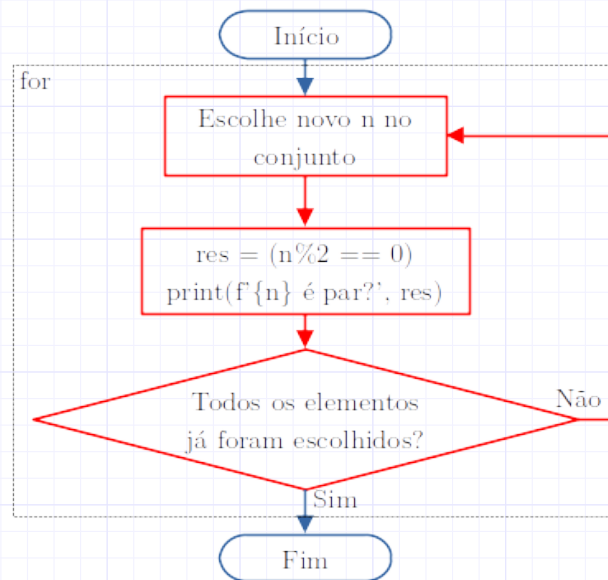 Início
for
Escolhe novo n no
conjunto
res = (n%2 == 0)
print(f'{n} é par?', res)
Todos os elementos
já foram escolhidos?
Não
Sim
Fim